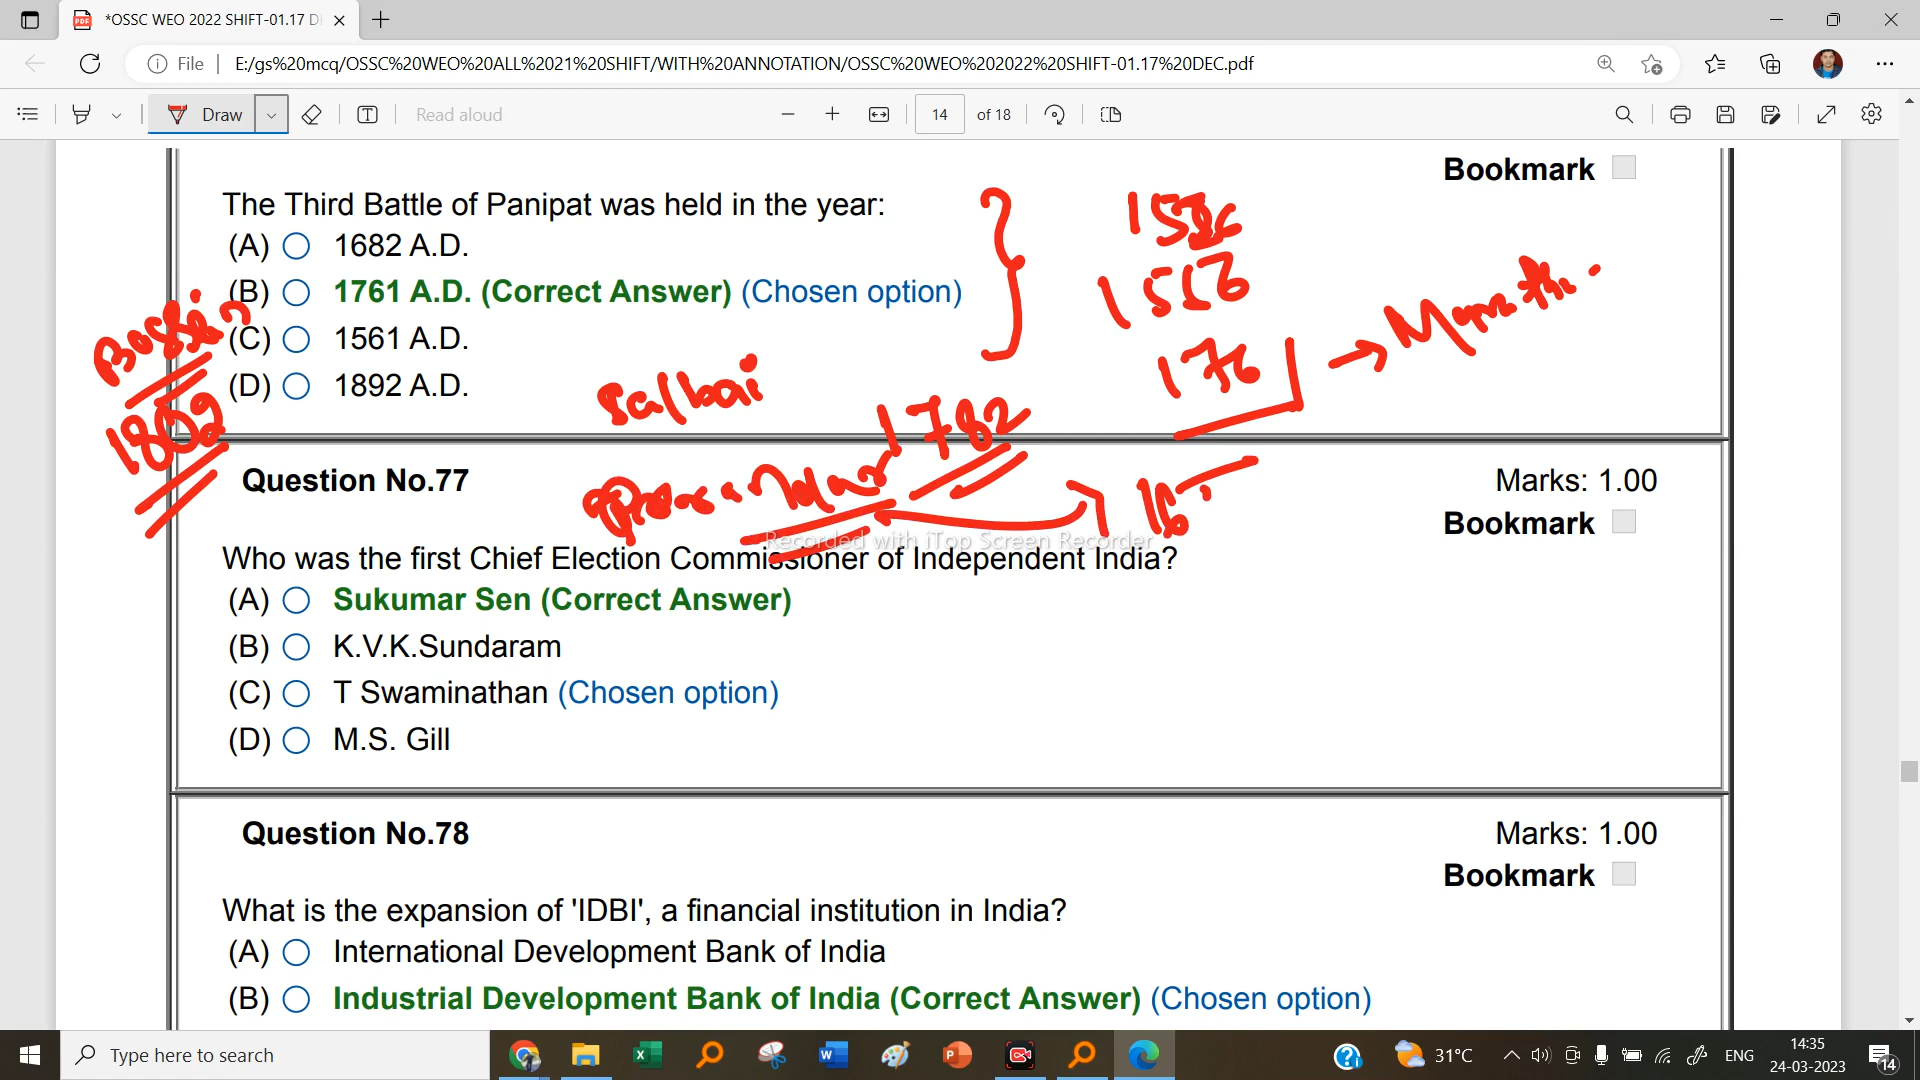 *OSSC WEO 2022 SHIFT-01.17 D
File
E:/gs%20mcq/OSSC%20WEO%20ALL%2021%20SHIFT/WITH%20ANNOTATION/OSSC%20WEO%202022%20SHIFT-01.17%20DEC.pdf
Draw
Read aloud
14 of 18
Bookmark
The Third Battle of Panipat was held in the year:
(A) 1682 A.D.
(B) 1761 A.D. (Correct Answer) (Chosen option)
(C) 1561 A.D.
(D) 1892 A.D.
1556
1761
Bassein
1802
Salbai
1782
Question No.77 Marks: 1.00
Bookmark
Recorded with iTop Screen Recorder
Who was the first Chief Election Commissioner of Independent India?
(A) Sukumar Sen (Correct Answer)
(B) K.V.K.Sundaram
(C) T Swaminathan (Chosen option)
(D) M.S. Gill
Question No.78 Marks: 1.00
Bookmark
What is the expansion of 'IDBI', a financial institution in India?
(A) International Development Bank of India
(B) Industrial Development Bank of India (Correct Answer) (Chosen option)
Type here to search
31°C
ENG
14:35
24-03-2023
14